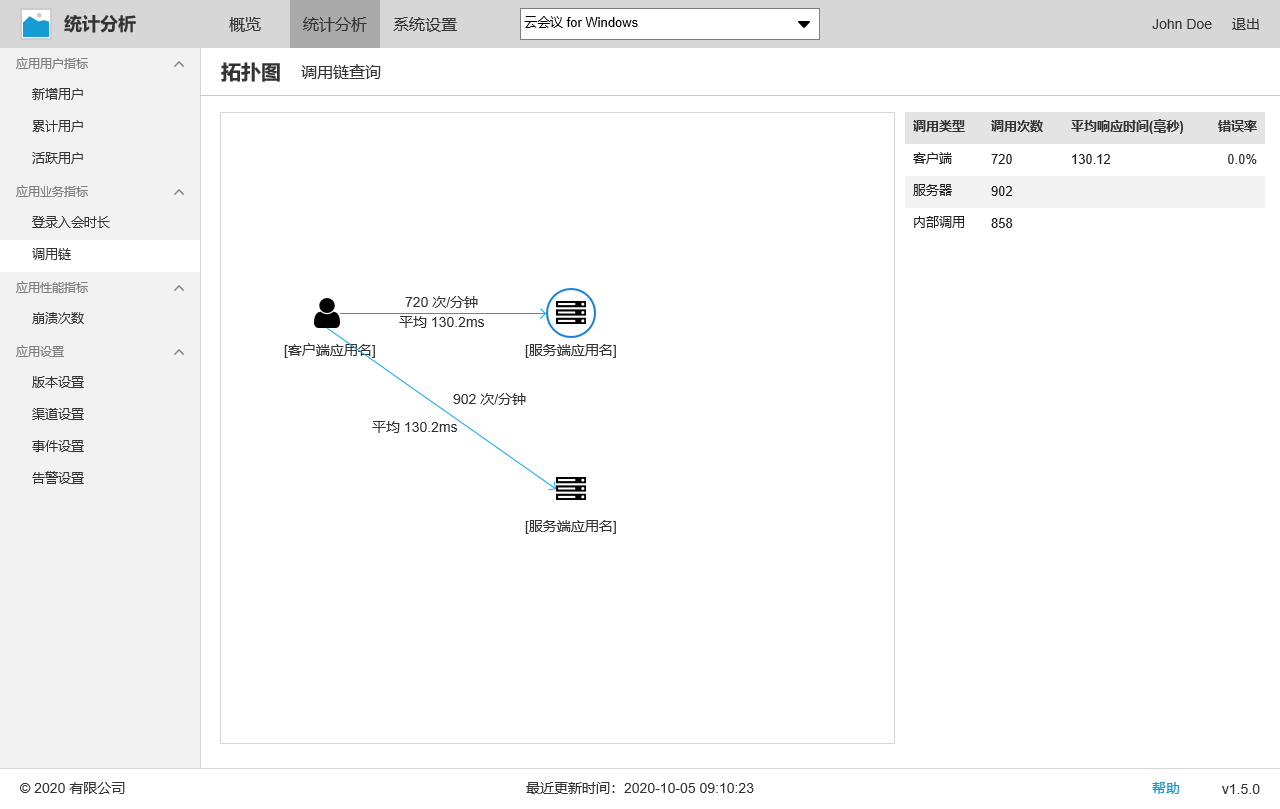 统计分析 概览 统计分析 系统设置 云会议 for Windows John Doe 退出
应用用户指标
新增用户
累计用户
活跃用户
应用业务指标
登录入会时长
调用链
应用性能指标
崩溃次数
应用设置
版本设置
渠道设置
事件设置
告警设置
拓扑图 调用链查询
720 次/分钟
平均 130.2ms
[客户端应用名] [服务端应用名]
902 次/分钟
平均 130.2ms
[服务端应用名]
调用类型 调用次数 平均响应时间(毫秒) 错误率
客户端 720 130.12 0.0%
服务器 902
内部调用 858
© 2020 有限公司 最近更新时间：2020-10-05 09:10:23 帮助 v1.5.0